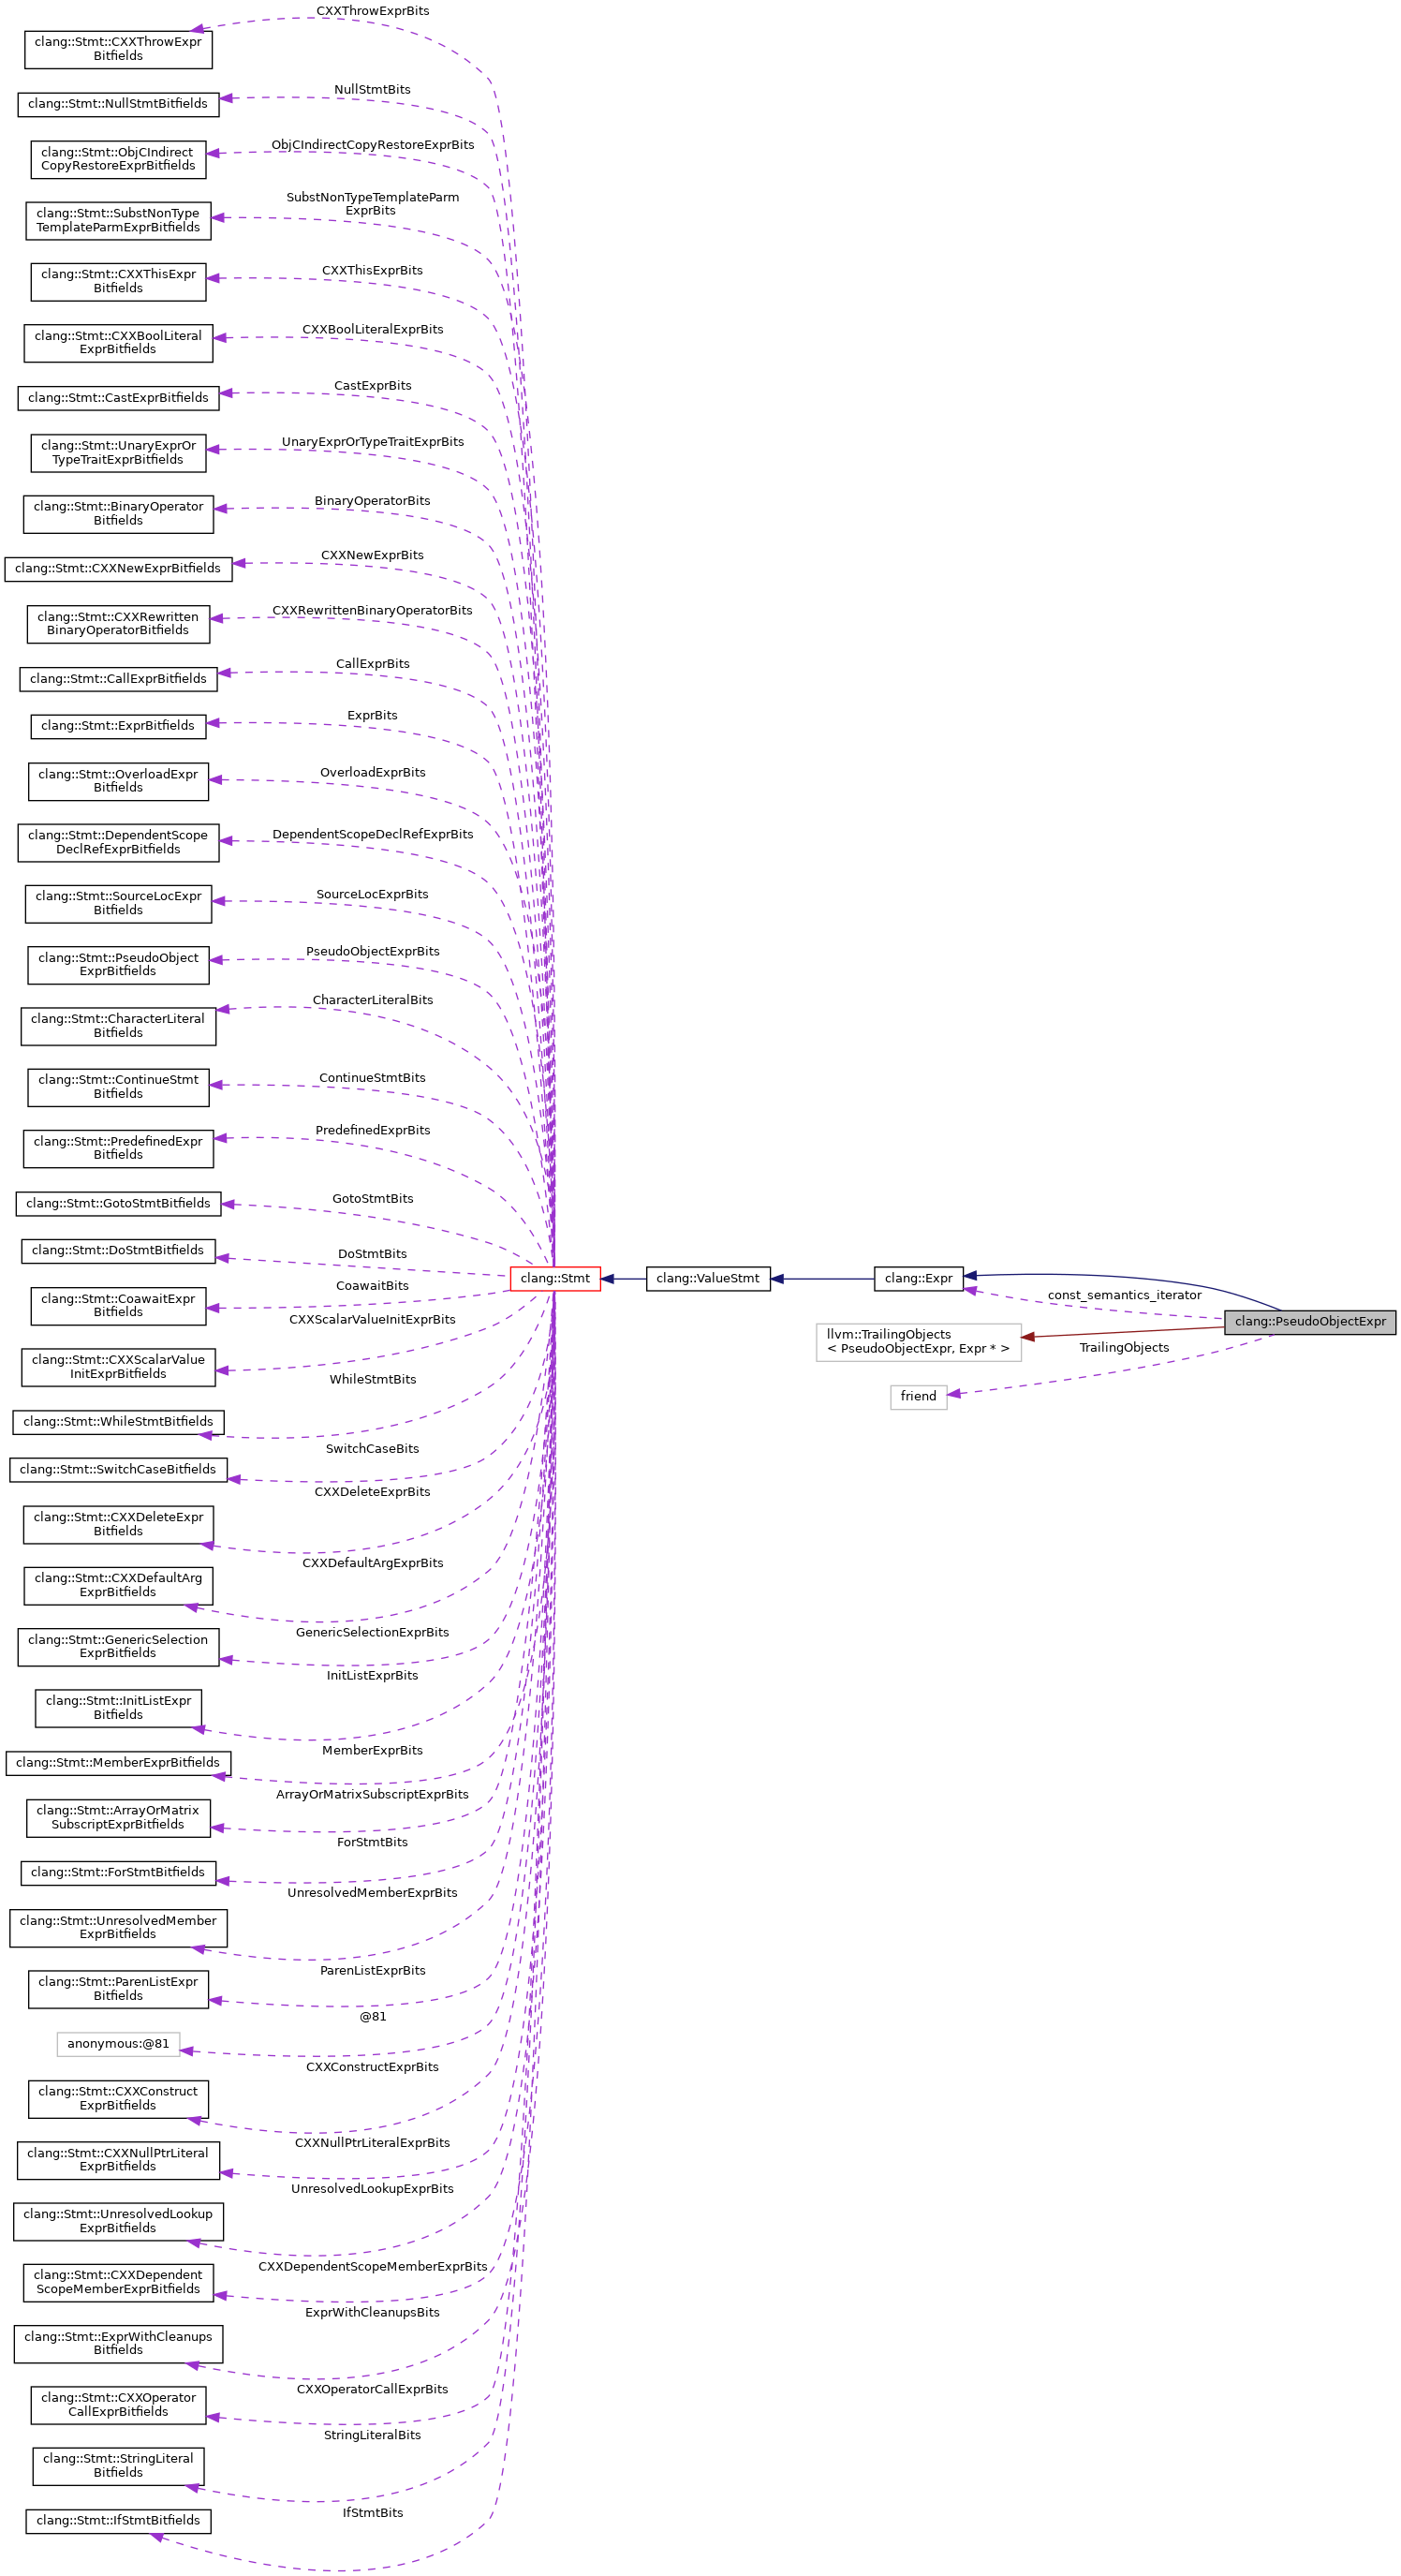 CXXThrowExprBits
clang::Stmt::CXXThrowExpr
Bitfields
NullStmtBits
clang::Stmt::NullStmtBitfields
ObjCIndirectCopyRestoreExprBits
clang::Stmt::ObjCIndirect
CopyRestoreExprBitfields
SubstNonTypeTemplateParm
ExprBits
clang::Stmt::SubstNonType
TemplateParmExprBitfields
CXXThisExprBits
clang::Stmt::CXXThisExpr
Bitfields
CXXBoolLiteralExprBits
clang::Stmt::CXXBoolLiteral
ExprBitfields
CastExprBits
clang::Stmt::CastExprBitfields
UnaryExprOrTypeTraitExprBits
clang::Stmt::UnaryExprOr
TypeTraitExprBitfields
BinaryOperatorBits
clang::Stmt::BinaryOperator
Bitfields
CXXNewExprBits
clang::Stmt::CXXNewExprBitfields
CXXRewrittenBinaryOperatorBits
clang::Stmt::CXXRewritten
BinaryOperatorBitfields
CallExprBits
clang::Stmt::CallExprBitfields
ExprBits
clang::Stmt::ExprBitfields
OverloadExprBits
clang::Stmt::OverloadExpr
Bitfields
DependentScopeDeclRefExprBits
clang::Stmt::DependentScope
DeclRefExprBitfields
SourceLocExprBits
clang::Stmt::SourceLocExpr
Bitfields
PseudoObjectExprBits
clang::Stmt::PseudoObject
ExprBitfields
CharacterLiteralBits
clang::Stmt::CharacterLiteral
Bitfields
ContinueStmtBits
clang::Stmt::ContinueStmt
Bitfields
PredefinedExprBits
clang::Stmt::PredefinedExpr
Bitfields
GotoStmtBits
clang::Stmt::GotoStmtBitfields
DoStmtBits
clang::Stmt::DoStmtBitfields
clang::Stmt
clang::ValueStmt
clang::Expr
const_semantics_iterator
clang::PseudoObjectExpr
llvm::TrailingObjects
< PseudoObjectExpr, Expr * >
TrailingObjects
friend
CoawaitBits
clang::Stmt::CoawaitExpr
Bitfields
CXXScalarValueInitExprBits
clang::Stmt::CXXScalarValue
InitExprBitfields
WhileStmtBits
clang::Stmt::WhileStmtBitfields
SwitchCaseBits
clang::Stmt::SwitchCaseBitfields
CXXDeleteExprBits
clang::Stmt::CXXDeleteExpr
Bitfields
CXXDefaultArgExprBits
clang::Stmt::CXXDefaultArg
ExprBitfields
GenericSelectionExprBits
clang::Stmt::GenericSelection
ExprBitfields
InitListExprBits
clang::Stmt::InitListExpr
Bitfields
MemberExprBits
clang::Stmt::MemberExprBitfields
ArrayOrMatrixSubscriptExprBits
clang::Stmt::ArrayOrMatrix
SubscriptExprBitfields
ForStmtBits
clang::Stmt::ForStmtBitfields
UnresolvedMemberExprBits
clang::Stmt::UnresolvedMember
ExprBitfields
ParenListExprBits
clang::Stmt::ParenListExpr
Bitfields
@81
anonymous:@81
CXXConstructExprBits
clang::Stmt::CXXConstruct
ExprBitfields
CXXNullPtrLiteralExprBits
clang::Stmt::CXXNullPtrLiteral
ExprBitfields
UnresolvedLookupExprBits
clang::Stmt::UnresolvedLookup
ExprBitfields
CXXDependentScopeMemberExprBits
clang::Stmt::CXXDependent
ScopeMemberExprBitfields
ExprWithCleanupsBits
clang::Stmt::ExprWithCleanups
Bitfields
CXXOperatorCallExprBits
clang::Stmt::CXXOperator
CallExprBitfields
StringLiteralBits
clang::Stmt::StringLiteral
Bitfields
IfStmtBits
clang::Stmt::IfStmtBitfields